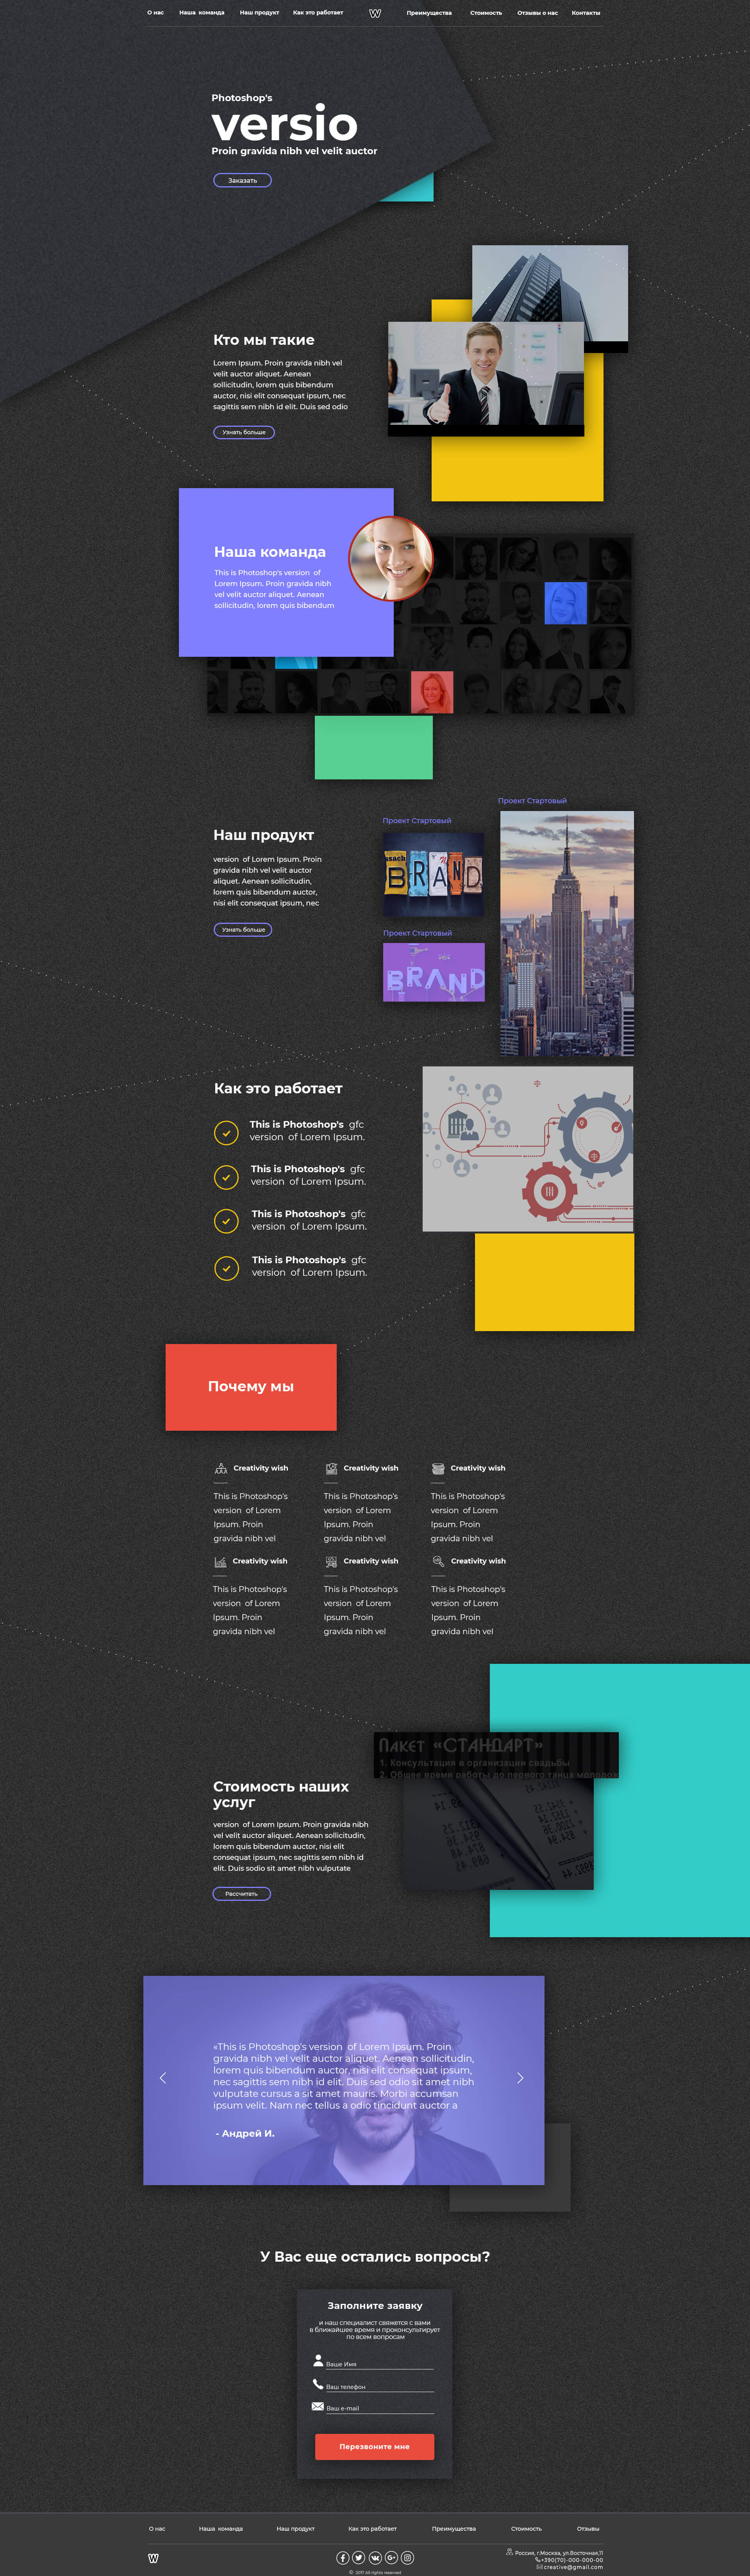 О нас Наша команда Наш продукт Как это работает Преимущества Стоимость Отзывы о нас Контакты
Photoshop's
versio
Proin gravida nibh vel velit auctor
Заказать
Кто мы такие
Lorem Ipsum. Proin gravida nibh vel
velit auctor aliquet. Aenean
sollicitudin, lorem quis bibendum
auctor, nisi elit consequat ipsum, nec
sagittis sem nibh id elit. Duis sed odio
Узнать больше
Наша команда
This is Photoshop's version of
Lorem Ipsum. Proin gravida nibh
vel velit auctor aliquet. Aenean
sollicitudin, lorem quis bibendum
Наш продукт
version of Lorem Ipsum. Proin
gravida nibh vel velit auctor
aliquet. Aenean sollicitudin,
lorem quis bibendum auctor,
nisi elit consequat ipsum, nec
Узнать больше
Проект Стартовый
BRAND
Проект Стартовый
BRAND
Проект Стартовый
Как это работает
This is Photoshop's gfc
version of Lorem Ipsum.
This is Photoshop's gfc
version of Lorem Ipsum.
This is Photoshop's gfc
version of Lorem Ipsum.
This is Photoshop's gfc
version of Lorem Ipsum.
Почему мы
Creativity wish
This is Photoshop's
version of Lorem
Ipsum. Proin
gravida nibh vel
Creativity wish
This is Photoshop's
version of Lorem
Ipsum. Proin
gravida nibh vel
Creativity wish
This is Photoshop's
version of Lorem
Ipsum. Proin
gravida nibh vel
Creativity wish
This is Photoshop's
version of Lorem
Ipsum. Proin
gravida nibh vel
Creativity wish
This is Photoshop's
version of Lorem
Ipsum. Proin
gravida nibh vel
Creativity wish
This is Photoshop's
version of Lorem
Ipsum. Proin
gravida nibh vel
Пакет «СТАНДАРТ»
1. Консультация в организации свадьбы
2. Общее время работы до первого танца молодож
Стоимость наших
услуг
version of Lorem Ipsum. Proin gravida nibh
vel velit auctor aliquet. Aenean sollicitudin,
lorem quis bibendum auctor, nisi elit
consequat ipsum, nec sagittis sem nibh id
elit. Duis sodio sit amet nibh vulputate
Рассчитать
«This is Photoshop's version of Lorem Ipsum. Proin
gravida nibh vel velit auctor aliquet. Aenean sollicitudin,
lorem quis bibendum auctor, nisi elit consequat ipsum,
nec sagittis sem nibh id elit. Duis sed odio sit amet nibh
vulputate cursus a sit amet mauris. Morbi accumsan
ipsum velit. Nam nec tellus a odio tincidunt auctor a
- Андрей И.
У Вас еще остались вопросы?
Заполните заявку
и наш специалист свяжется с вами
в ближайшее время и проконсультирует
по всем вопросам
Ваше Имя
Ваш телефон
Ваш e-mail
Перезвоните мне
О нас Наша команда Наш продукт Как это работает Преимущества Стоимость Отзывы
Россия, г.Москва, ул.Восточная,11
+390(70)-000-000-00
creative@gmail.com
© 2017 All rights reserved